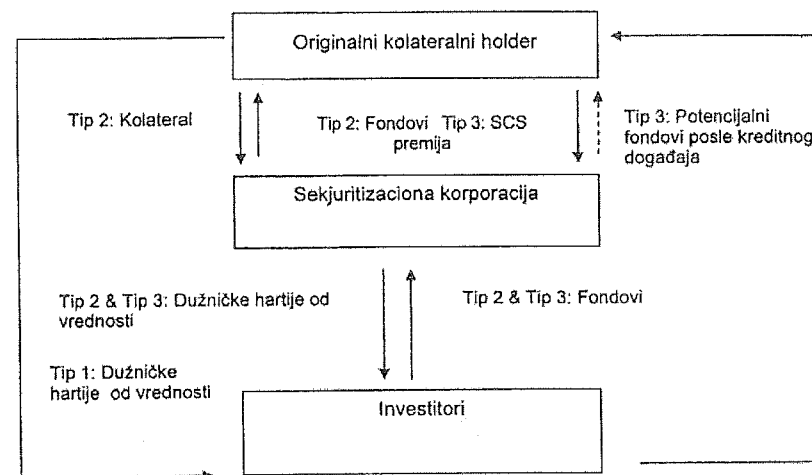 Originalni kolateralni holder
Tip 2: Kolateral
Tip 2: Fondovi Tip 3: SCS
premija
Tip 3: Potencijalni
fondovi posle kreditnog
događaja
Sekjuritizaciona korporacija
Tip 2 & Tip 3: Dužničke hartije od
vrednosti
Tip 2 & Tip 3: Fondovi
Tip 1: Dužničke
hartije od vrednosti
Investitori